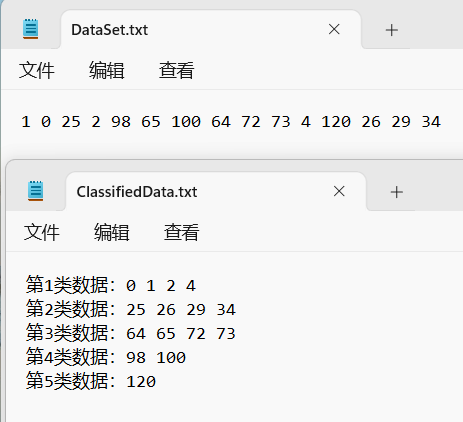 DataSet.txt
文件 编辑 查看
1 0 25 2 98 65 100 64 72 73 4 120 26 29 34
ClassifiedData.txt
文件 编辑 查看
第1类数据：0 1 2 4
第2类数据：25 26 29 34
第3类数据：64 65 72 73
第4类数据：98 100
第5类数据：120